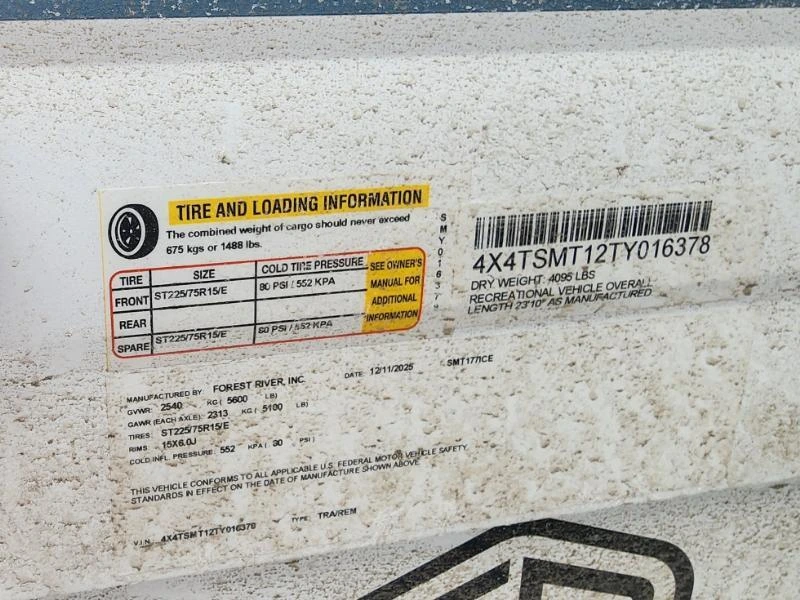 TIRE AND LOADING INFORMATION
The combined weight of cargo should never exceed
675 kgs or 1488 lbs.
TIRE SIZE COLD TIRE PRESSURE SEE OWNER'S MANUAL FOR ADDITIONAL INFORMATION
FRONT ST225/75R15/E 80 PSI / 552 KPA
REAR
SPARE ST225/75R15/E 80 PSI / 552 KPA
SMY016378
4X4TSMT12TY016378
DRY WEIGHT: 4095 LBS
RECREATIONAL VEHICLE OVERALL
LENGTH 23'10" AS MANUFACTURED
MANUFACTURED BY FOREST RIVER, INC. DATE: 12/11/2025 SMT177ICE
GVWR: 2540 KG ( 5600 LB)
GAWR (EACH AXLE): 2313 KG ( 5100 LB)
TIRES: ST225/75R15/E
RIMS: 15X6.0J
COLD INFL. PRESSURE: 552 KPA ( 80 PSI)
THIS VEHICLE CONFORMS TO ALL APPLICABLE U.S. FEDERAL MOTOR VEHICLE SAFETY
STANDARDS IN EFFECT ON THE DATE OF MANUFACTURE SHOWN ABOVE
V.I.N. 4X4TSMT12TY016378 TYPE: TRA/REM